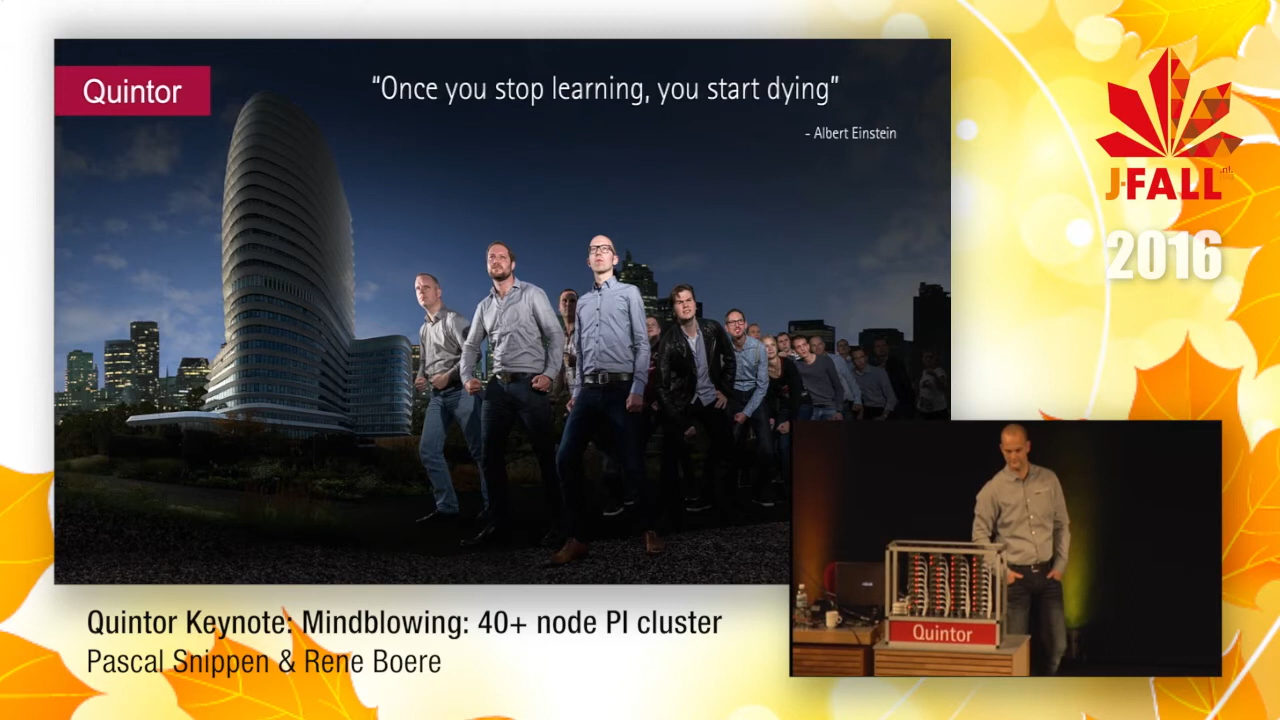 Quintor
“Once you stop learning, you start dying”
- Albert Einstein
J-FALL
.nl
2016
Quintor
Quintor Keynote: Mindblowing: 40+ node PI cluster
Pascal Snippen & Rene Boere